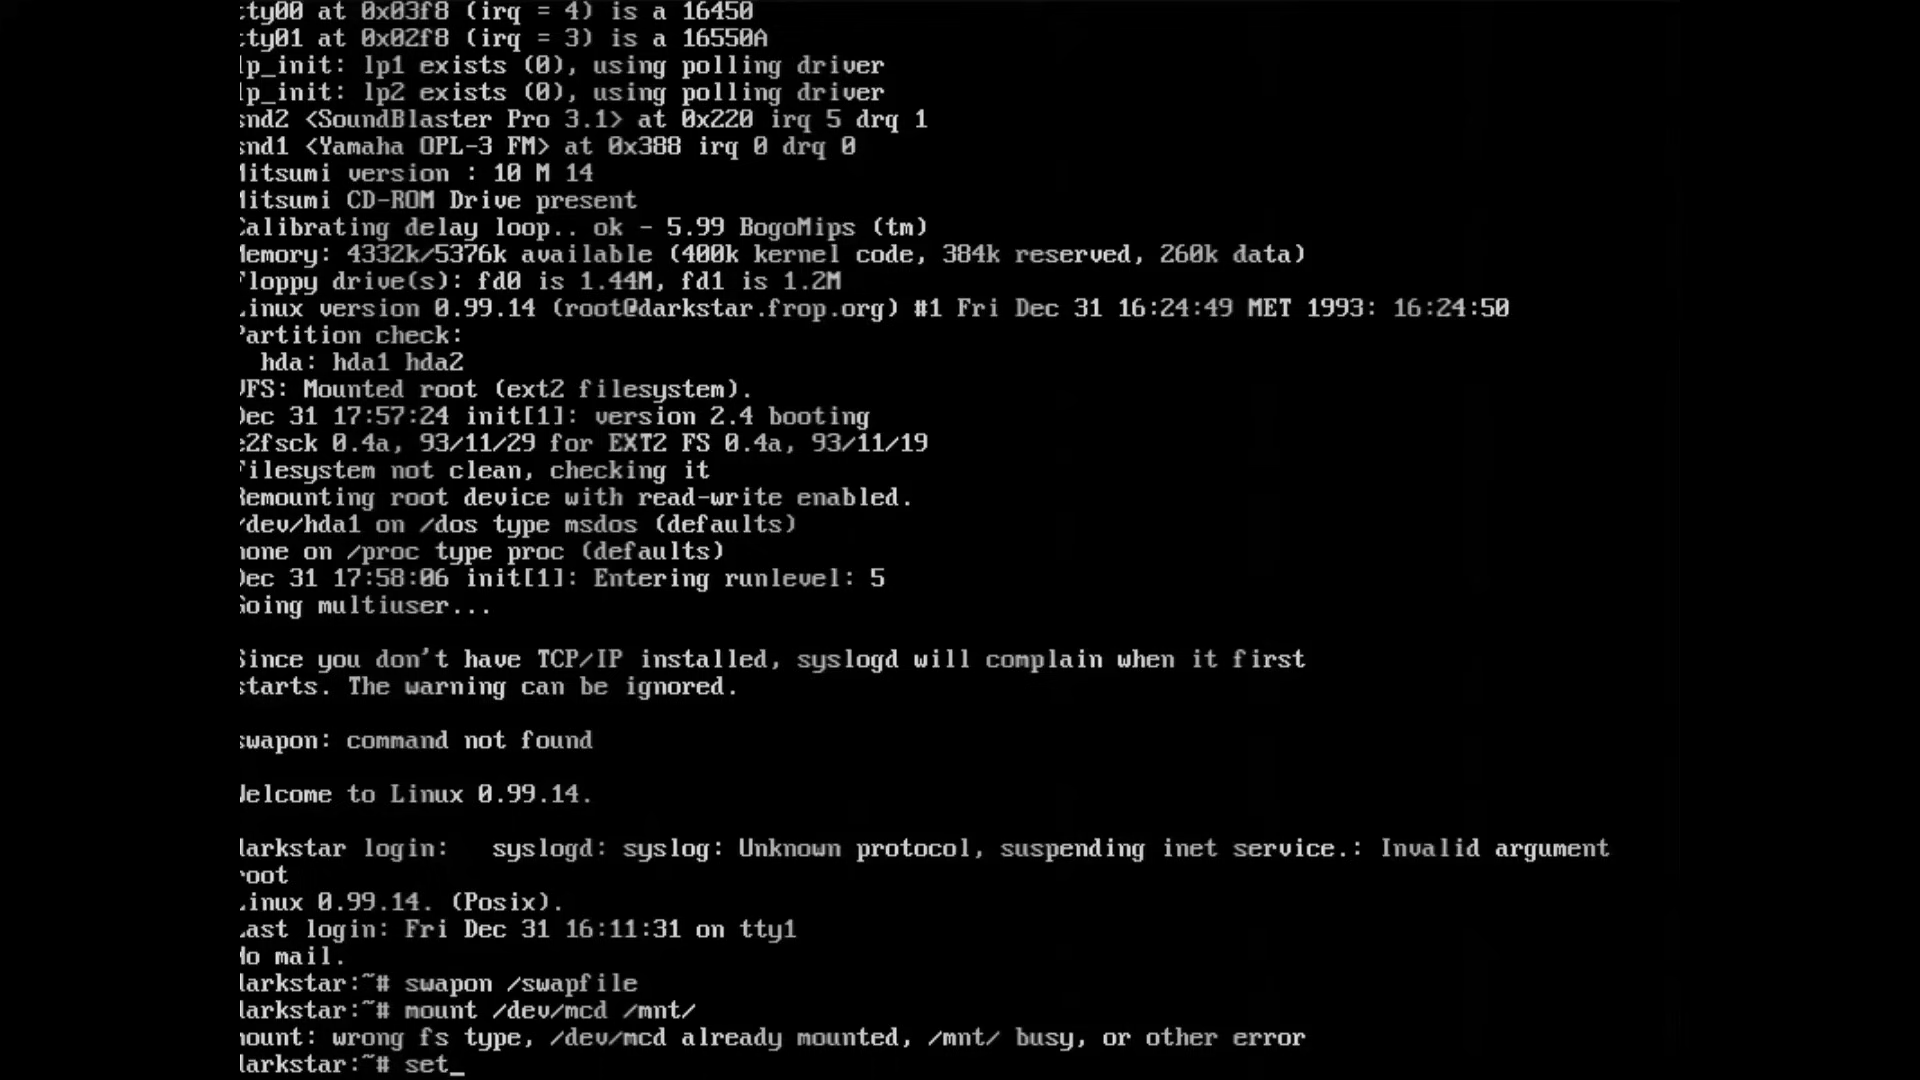 tty00 at 0x03f8 (irq = 4) is a 16450
tty01 at 0x02f8 (irq = 3) is a 16550A
lp_init: lp1 exists (0), using polling driver
lp_init: lp2 exists (0), using polling driver
snd2 <SoundBlaster Pro 3.1> at 0x220 irq 5 drq 1
snd1 <Yamaha OPL-3 FM> at 0x388 irq 0 drq 0
Mitsumi version : 10 M 14
Mitsumi CD-ROM Drive present
Calibrating delay loop.. ok - 5.99 BogoMips (tm)
Memory: 4332k/5376k available (400k kernel code, 384k reserved, 260k data)
Floppy drive(s): fd0 is 1.44M, fd1 is 1.2M
Linux version 0.99.14 (root@darkstar.frop.org) #1 Fri Dec 31 16:24:49 MET 1993: 16:24:50
Partition check:
hda: hda1 hda2
VFS: Mounted root (ext2 filesystem).
Dec 31 17:57:24 init[1]: version 2.4 booting
e2fsck 0.4a, 93/11/29 for EXT2 FS 0.4a, 93/11/19
Filesystem not clean, checking it
Remounting root device with read-write enabled.
/dev/hda1 on /dos type msdos (defaults)
none on /proc type proc (defaults)
Dec 31 17:58:06 init[1]: Entering runlevel: 5
Going multiuser...
Since you don't have TCP/IP installed, syslogd will complain when it first
starts. The warning can be ignored.
swapon: command not found
Welcome to Linux 0.99.14.
darkstar login:   syslogd: syslog: Unknown protocol, suspending inet service.: Invalid argument
root
Linux 0.99.14. (Posix).
Last login: Fri Dec 31 16:11:31 on tty1
No mail.
darkstar:~# swapon /swapfile
darkstar:~# mount /dev/mcd /mnt/
mount: wrong fs type, /dev/mcd already mounted, /mnt/ busy, or other error
darkstar:~# set_